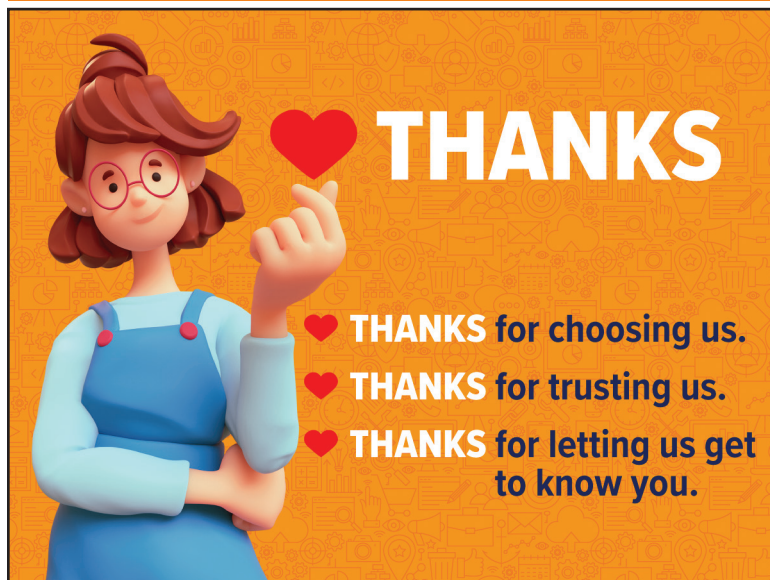 THANKS
THANKS for choosing us.
THANKS for trusting us.
THANKS for letting us get
to know you.